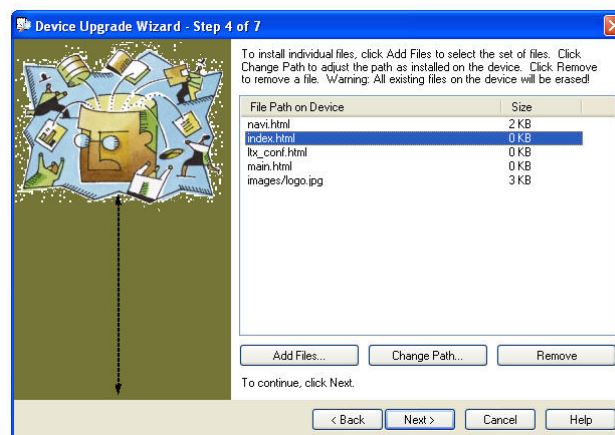 Device Upgrade Wizard - Step 4 of 7
To install individual files, click Add Files to select the set of files. Click
Change Path to adjust the path as installed on the device. Click Remove
to remove a file. Warning: All existing files on the device will be erased!
File Path on Device Size
navi.html 2 KB
index.html 0 KB
ltx_conf.html 0 KB
main.html 0 KB
images/logo.jpg 3 KB
Add Files... Change Path... Remove
To continue, click Next.
< Back Next > Cancel Help